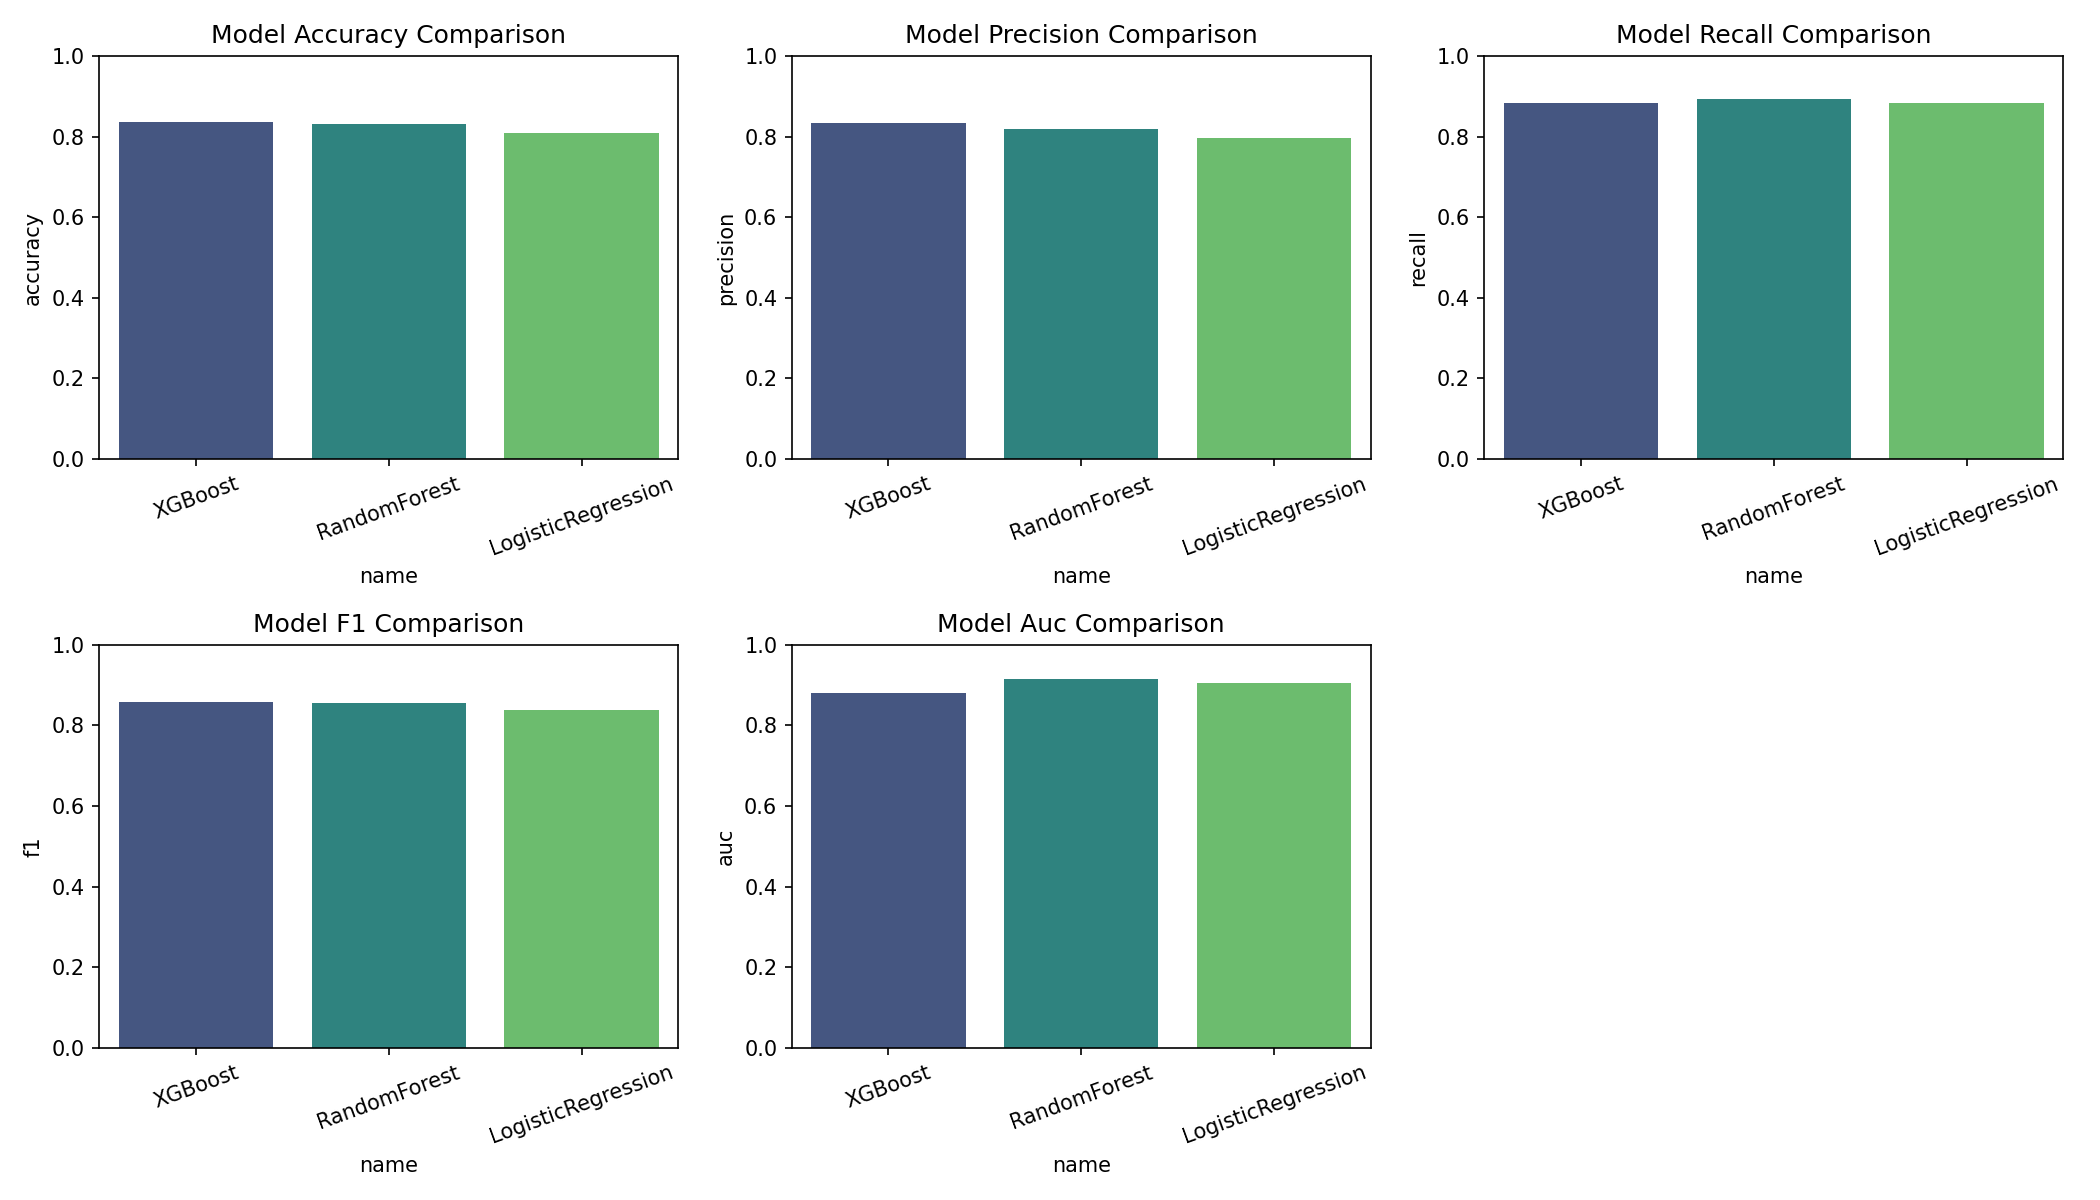 Model Accuracy Comparison
1.0
0.8
0.6
0.4
0.2
0.0
accuracy
XGBoost
RandomForest
LogisticRegression
name
Model Precision Comparison
1.0
0.8
0.6
0.4
0.2
0.0
precision
XGBoost
RandomForest
LogisticRegression
name
Model Recall Comparison
1.0
0.8
0.6
0.4
0.2
0.0
recall
XGBoost
RandomForest
LogisticRegression
name
Model F1 Comparison
1.0
0.8
0.6
0.4
0.2
0.0
f1
XGBoost
RandomForest
LogisticRegression
name
Model Auc Comparison
1.0
0.8
0.6
0.4
0.2
0.0
auc
XGBoost
RandomForest
LogisticRegression
name